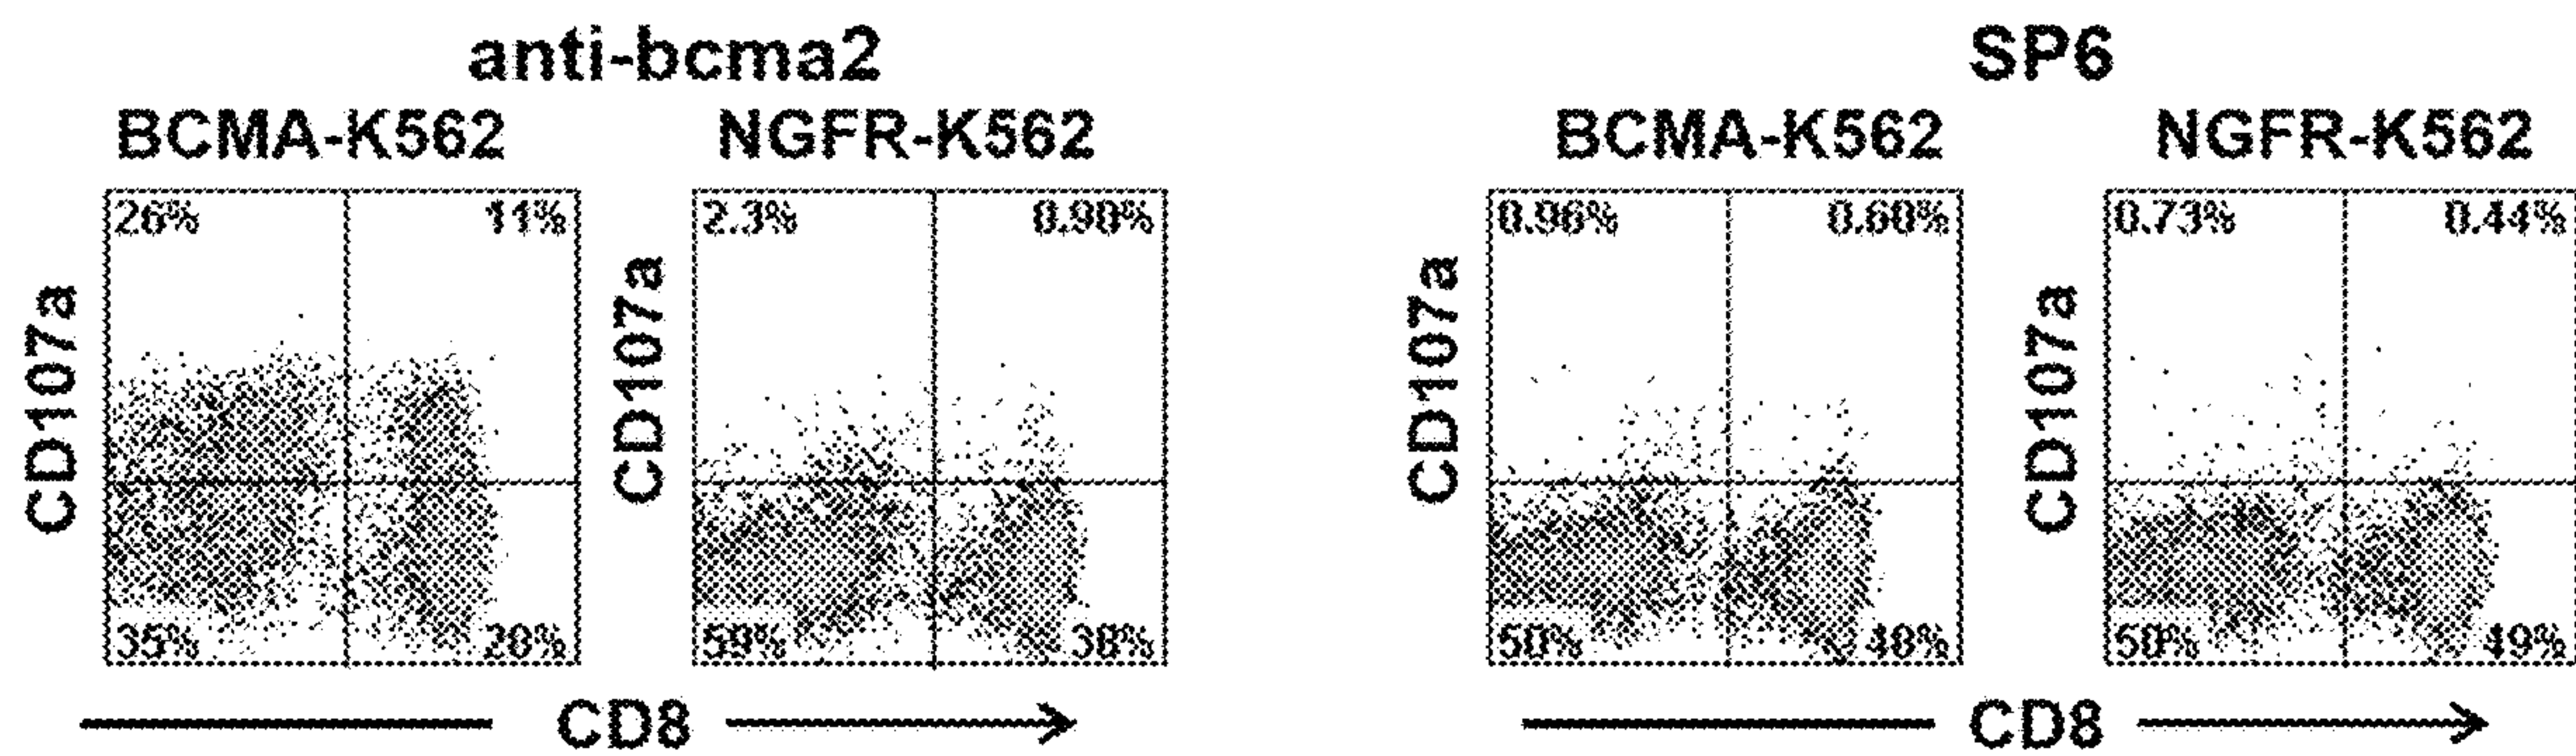 anti-bcma2
SP6
BCMA-K562
NGFR-K562
BCMA-K562
NGFR-K562
26%
11%
2.3%
0.90%
0.96%
0.60%
0.73%
0.44%
CD107a
CD107a
CD107a
CD107a
35%
28%
59%
38%
50%
48%
50%
49%
CD8
CD8